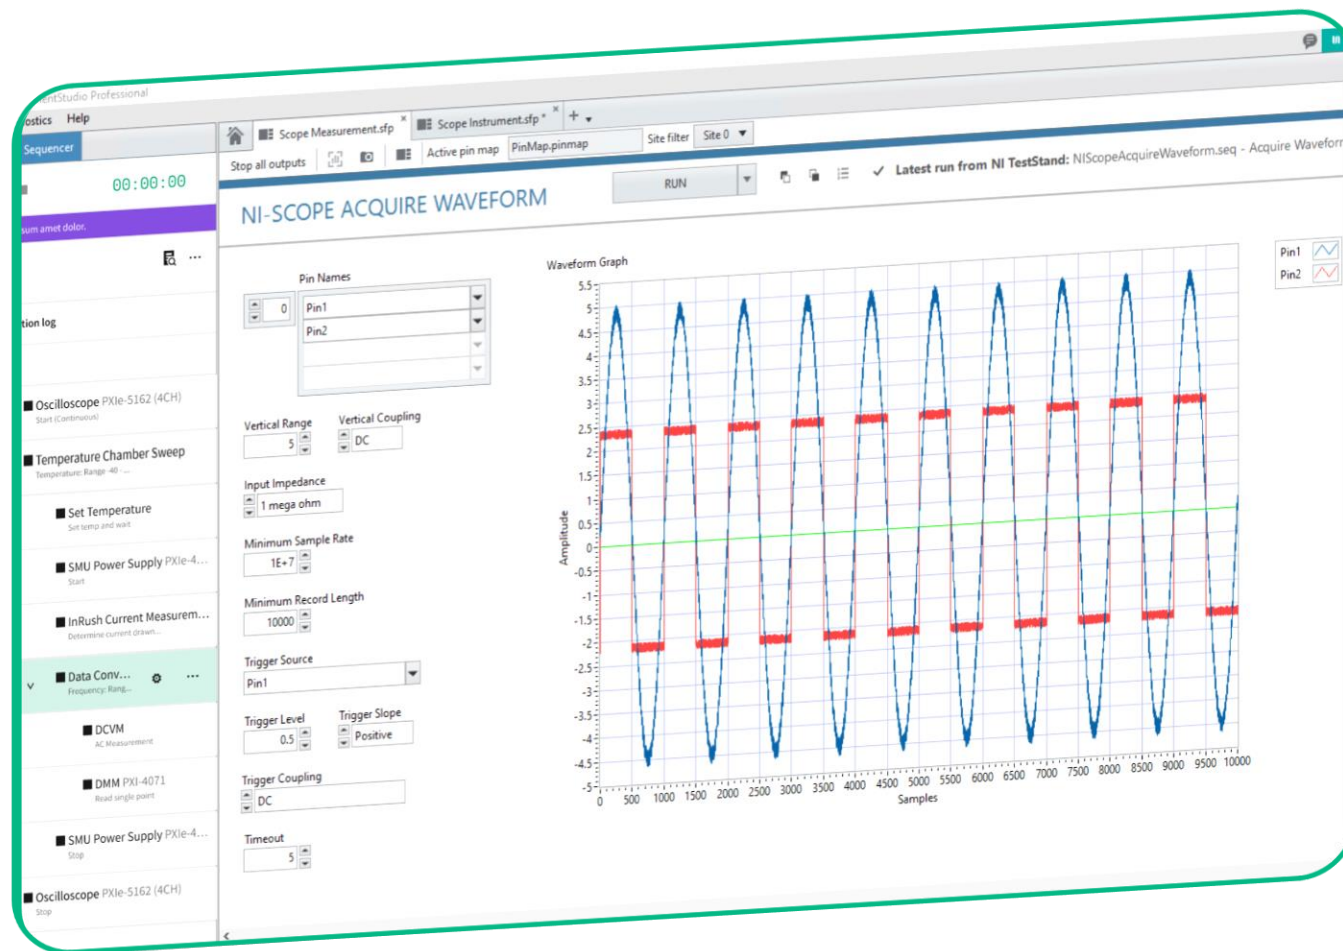 entStudio Professional
ostics Help
Sequencer
00:00:00
sum amet dolor.
tion log
Oscilloscope PXIe-5162 (4CH)
Start (Continuous)
Temperature Chamber Sweep
Temperature: Range -40 - ...
Set Temperature
Set temp and wait
SMU Power Supply PXIe-4...
Start
InRush Current Measurem...
Determine current drawn...
Data Conv...
Frequency: Rang...
DCVM
AC Measurement
DMM PXI-4071
Read single point
SMU Power Supply PXIe-4...
Stop
Oscilloscope PXIe-5162 (4CH)
Stop
Scope Measurement.sfp
Scope Instrument.sfp *
Stop all outputs
Active pin map PinMap.pinmap
Site filter Site 0
NI-SCOPE ACQUIRE WAVEFORM
RUN
Latest run from NI TestStand: NIScopeAcquireWaveform.seq - Acquire Waveform
Pin Names
0
Pin1
Pin2
Vertical Range
5
Vertical Coupling
DC
Input Impedance
1 mega ohm
Minimum Sample Rate
1E+7
Minimum Record Length
10000
Trigger Source
Pin1
Trigger Level
0.5
Trigger Slope
Positive
Trigger Coupling
DC
Timeout
5
Waveform Graph
Pin1
Pin2
5.5
5
4.5
4
3.5
3
2.5
2
1.5
1
0.5
0
-0.5
-1
-1.5
-2
-2.5
-3
-3.5
-4
-4.5
-5
Amplitude
0 500 1000 1500 2000 2500 3000 3500 4000 4500 5000 5500 6000 6500 7000 7500 8000 8500 9000 9500 10000
Samples